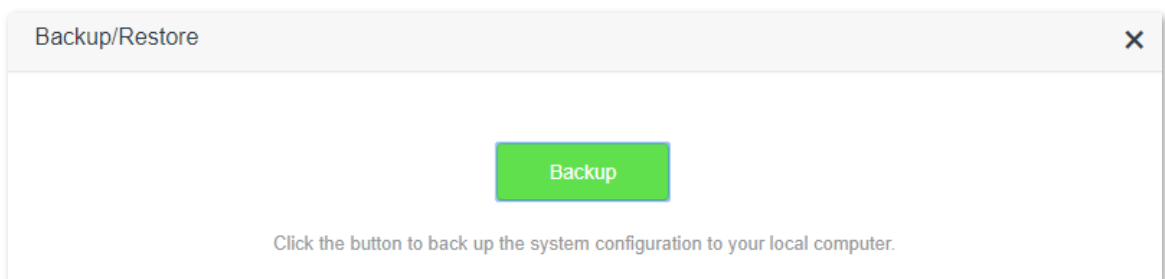 Backup/Restore
Backup
Click the button to back up the system configuration to your local computer.